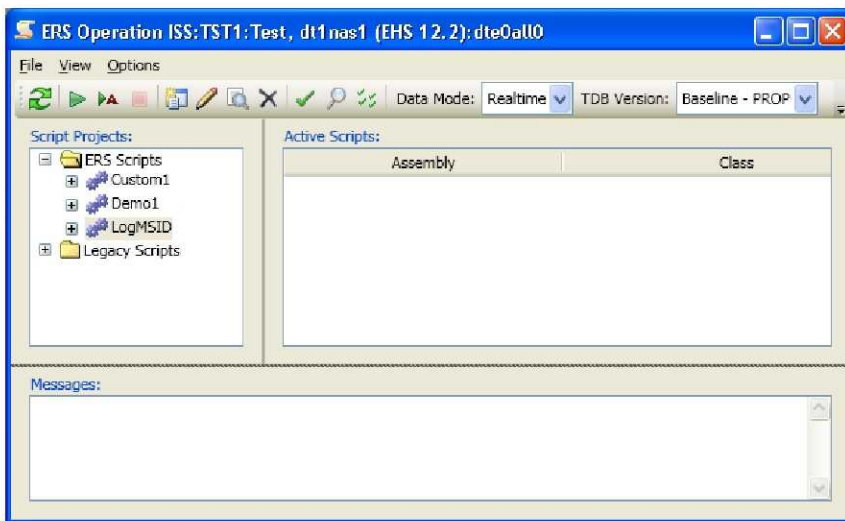 ERS Operation ISS:TST1:Test, dt1nas1 (EHS 12.2):dte0all0
File View Options
A Data Mode: Realtime TDB Version: Baseline - PROP
Script Projects:
Active Scripts:
ERS Scripts
Custom1
Demo1
LogMSID
Legacy Scripts
Assembly Class
Messages: